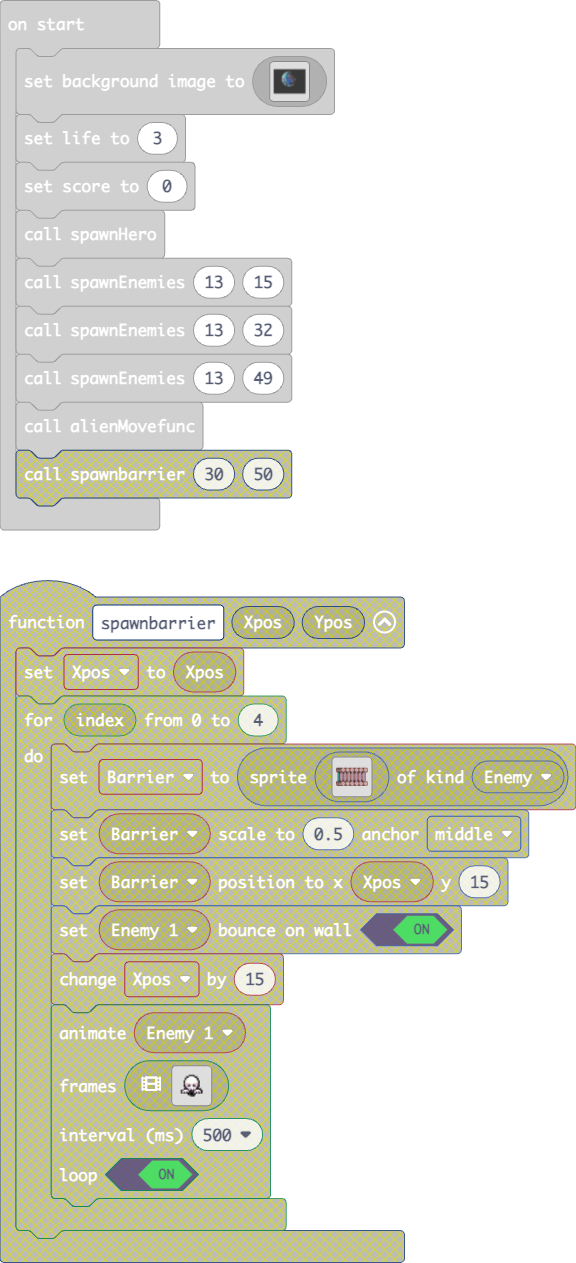 on start
set background image to
set life to 3
set score to 0
call spawnHero
call spawnEnemies 13 15
call spawnEnemies 13 32
call spawnEnemies 13 49
call alienMovefunc
call spawnbarrier 30 50
function spawnbarrier Xpos Ypos
set Xpos to Xpos
for index from 0 to 4
do
set Barrier to sprite of kind Enemy
set Barrier scale to 0.5 anchor middle
set Barrier position to x Xpos y 15
set Enemy 1 bounce on wall ON
change Xpos by 15
animate Enemy 1
frames
interval (ms) 500
loop ON